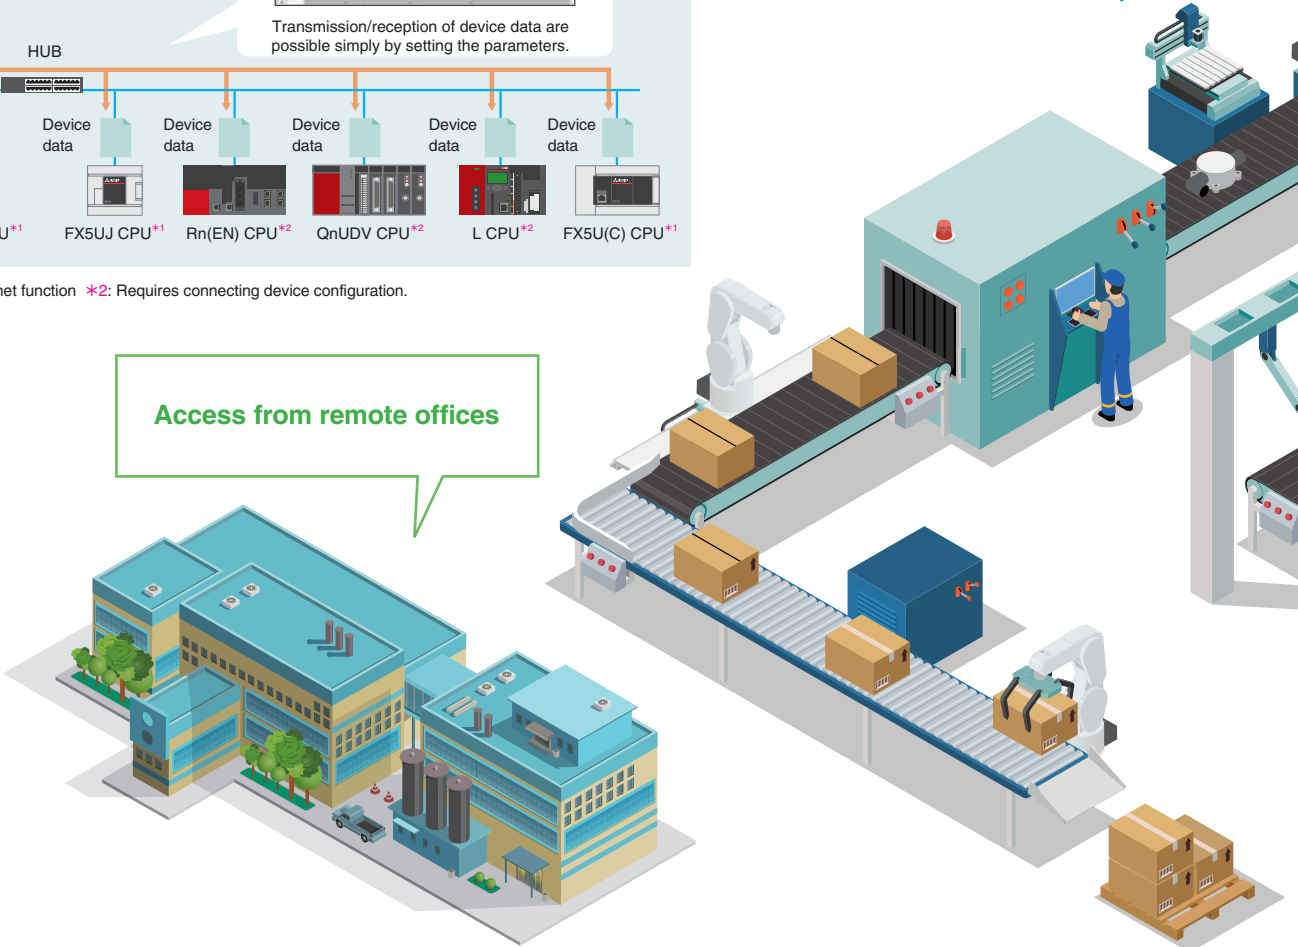 Transmission/reception of device data are
possible simply by setting the parameters.
HUB
Device data
Device data
Device data
Device data
Device data
U*1
FX5UJ CPU*1
Rn(EN) CPU*2
QnUDV CPU*2
L CPU*2
FX5U(C) CPU*1
net function *2: Requires connecting device configuration.
Access from remote offices